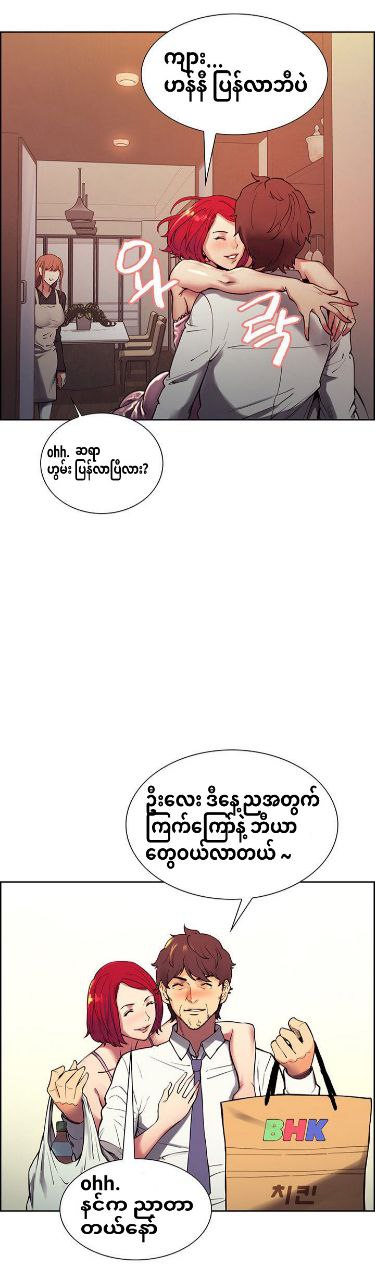 ကျား...
ဟန်နီ ပြန်လာဘီပဲ
와
락
ohh. ဆရာ
ဟွမ်း ပြန်လာပြီလား?
ဦးလေး ဒီနေ့ညအတွက်
ကြက်ကြော်နဲ့ ဘီယာ
တွေဝယ်လာတယ် ~
BHK
치킨
ohh.
နင်က ညာတာ
တယ်နော်